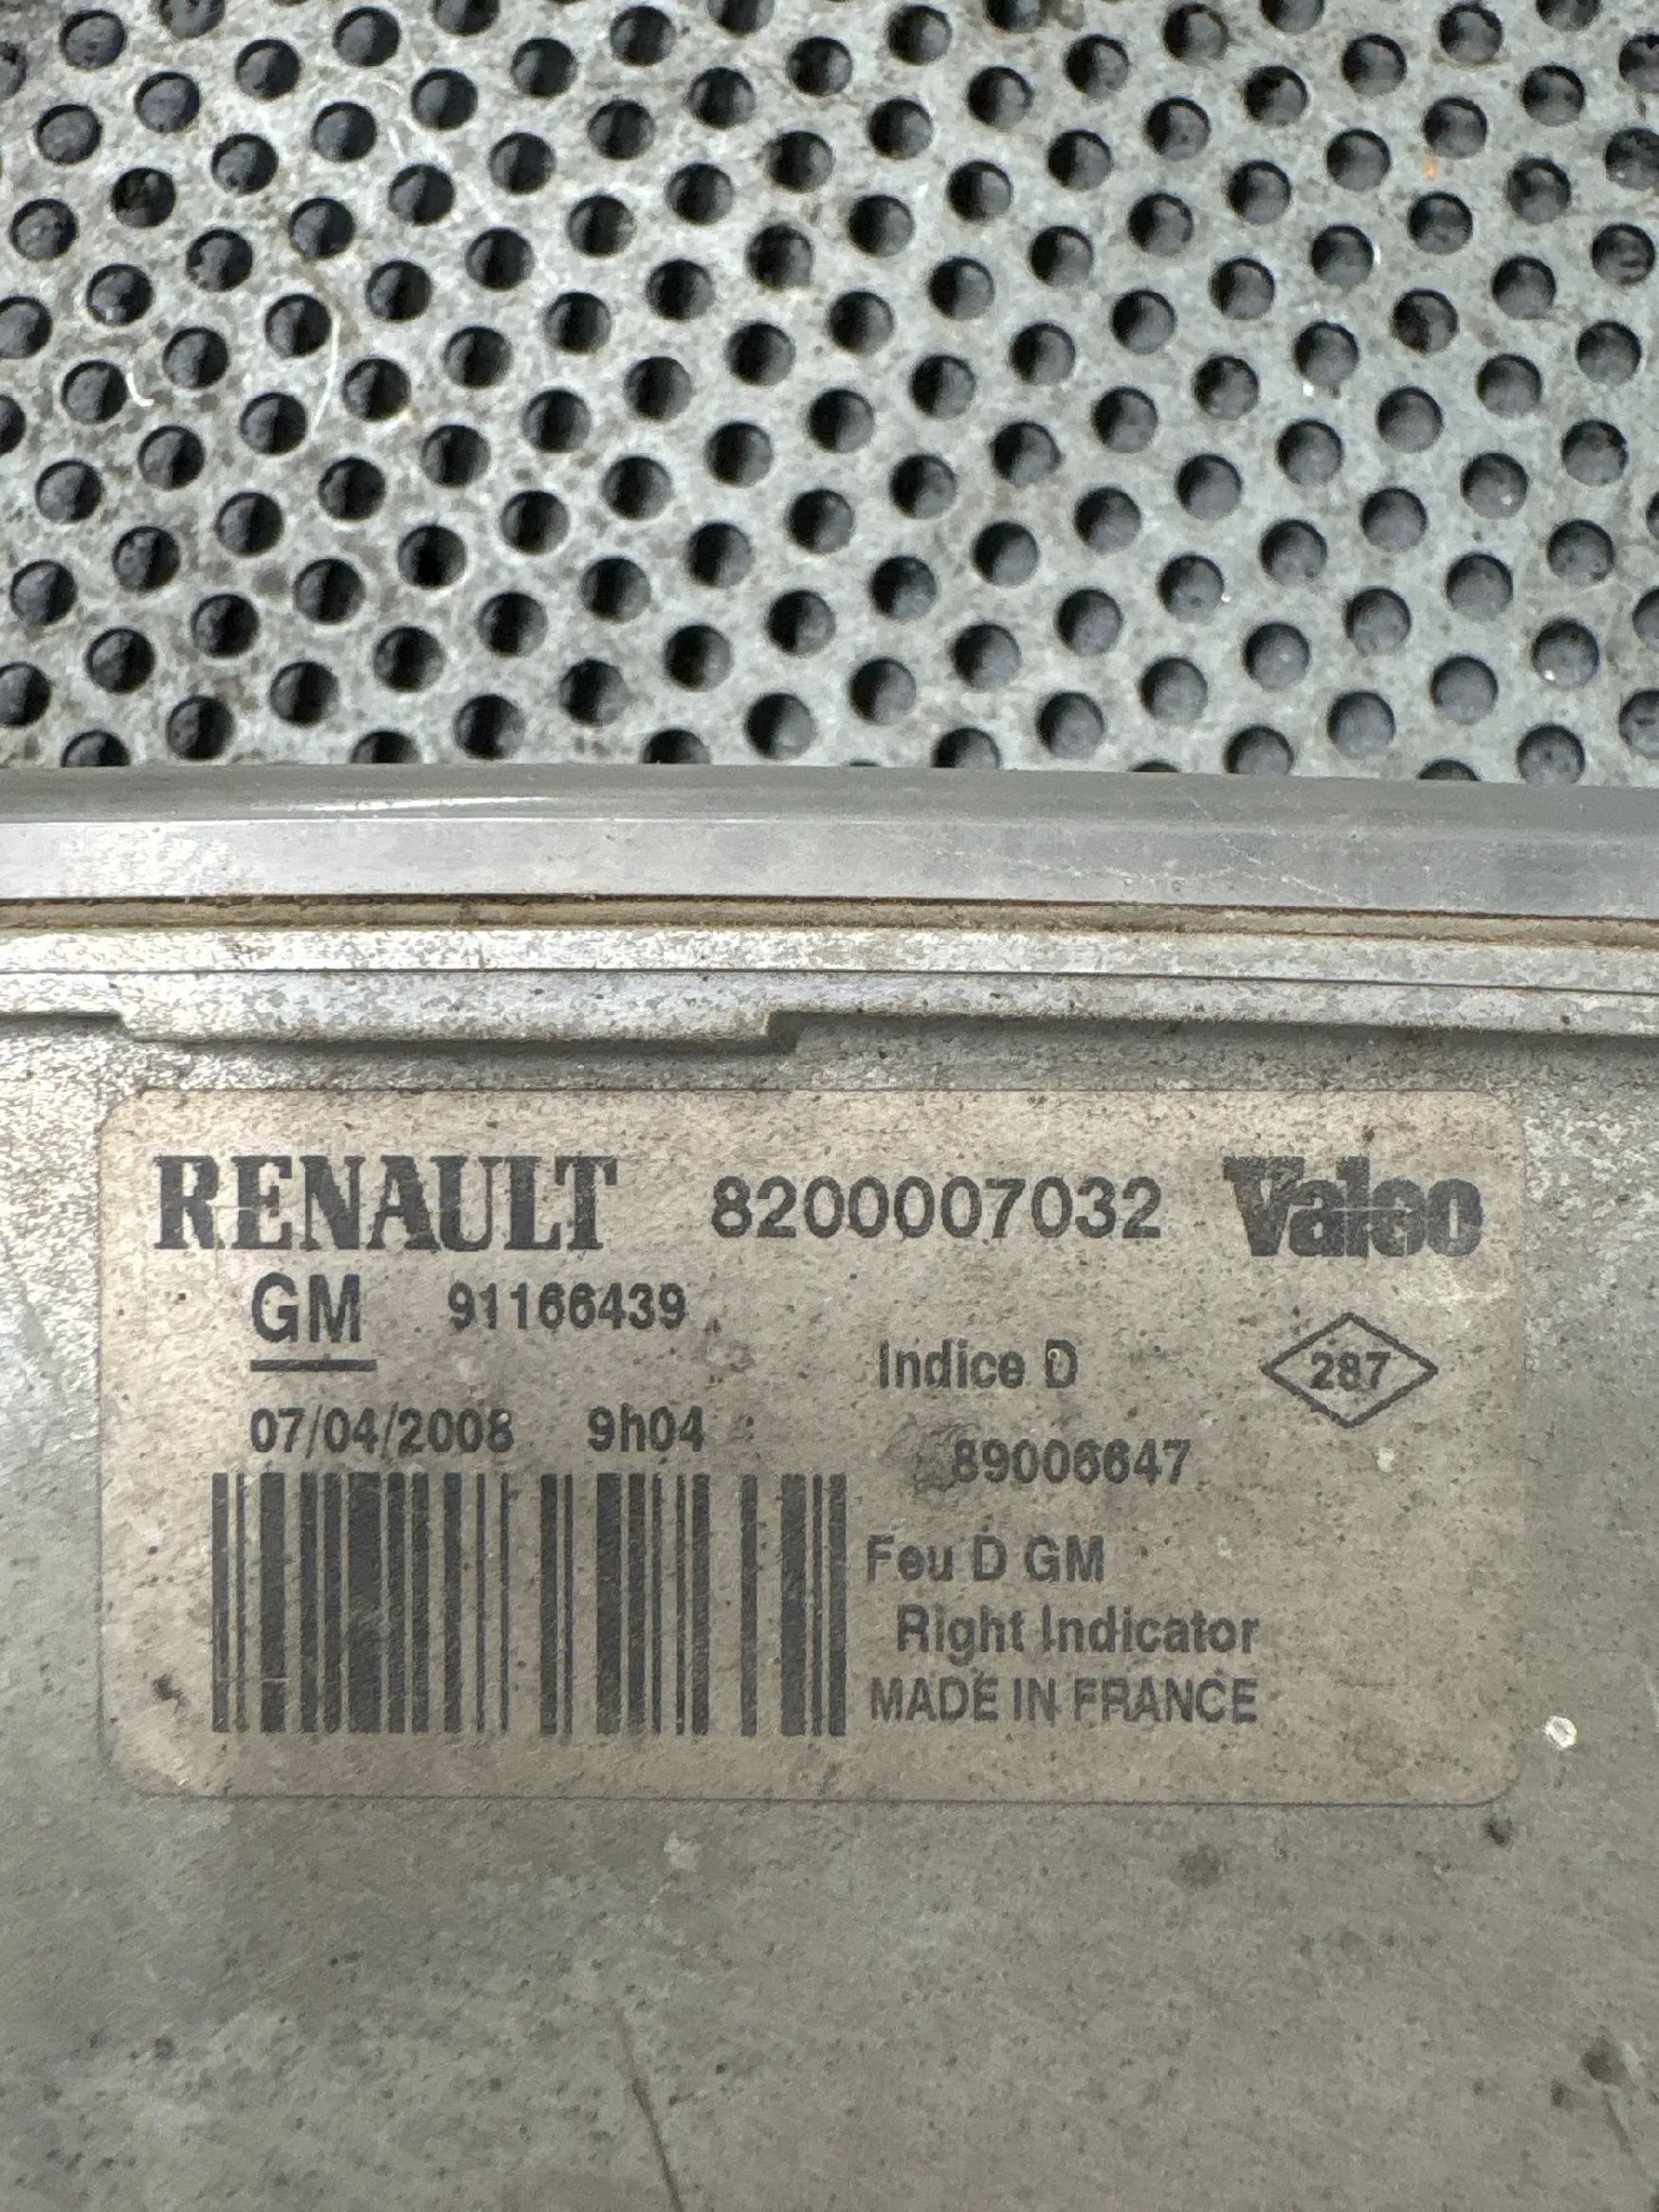 RENAULT 8200007032 Valeo
GM 91166439
Indice D 287
07/04/2008 9h04
89006647
Feu D GM
Right Indicator
MADE IN FRANCE